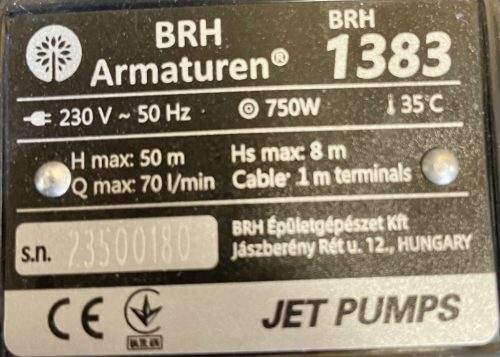 BRH
Armaturen®
BRH
1383
230 V ~ 50 Hz
750W
35°C
H max: 50 m
Q max: 70 l/min
Hs max: 8 m
Cable: 1 m terminals
s.n. 23500180
BRH Épületgépészet Kft
Jászberény Rét u. 12., HUNGARY
CE
JET PUMPS